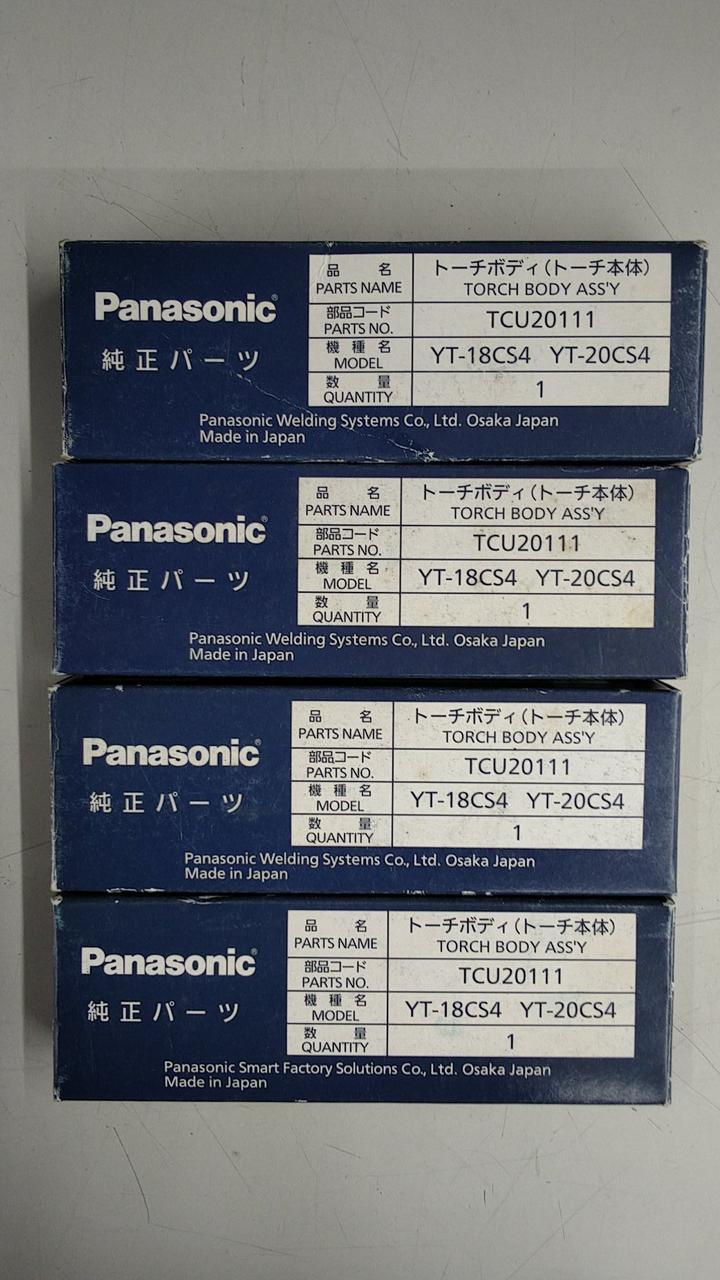 Panasonic®
純正パーツ
品名 トーチボディ(トーチ本体)
PARTS NAME TORCH BODY ASS'Y
部品コード TCU20111
PARTS NO.
機種名 YT-18CS4 YT-20CS4
MODEL
数量 1
QUANTITY
Panasonic Welding Systems Co., Ltd. Osaka Japan
Made in Japan
Panasonic®
純正パーツ
品名 トーチボディ(トーチ本体)
PARTS NAME TORCH BODY ASS'Y
部品コード TCU20111
PARTS NO.
機種名 YT-18CS4 YT-20CS4
MODEL
数量 1
QUANTITY
Panasonic Welding Systems Co., Ltd. Osaka Japan
Made in Japan
Panasonic®
純正パーツ
品名 トーチボディ(トーチ本体)
PARTS NAME TORCH BODY ASS'Y
部品コード TCU20111
PARTS NO.
機種名 YT-18CS4 YT-20CS4
MODEL
数量 1
QUANTITY
Panasonic Welding Systems Co., Ltd. Osaka Japan
Made in Japan
Panasonic®
純正パーツ
品名 トーチボディ(トーチ本体)
PARTS NAME TORCH BODY ASS'Y
部品コード TCU20111
PARTS NO.
機種名 YT-18CS4 YT-20CS4
MODEL
数量 1
QUANTITY
Panasonic Smart Factory Solutions Co., Ltd. Osaka Japan
Made in Japan